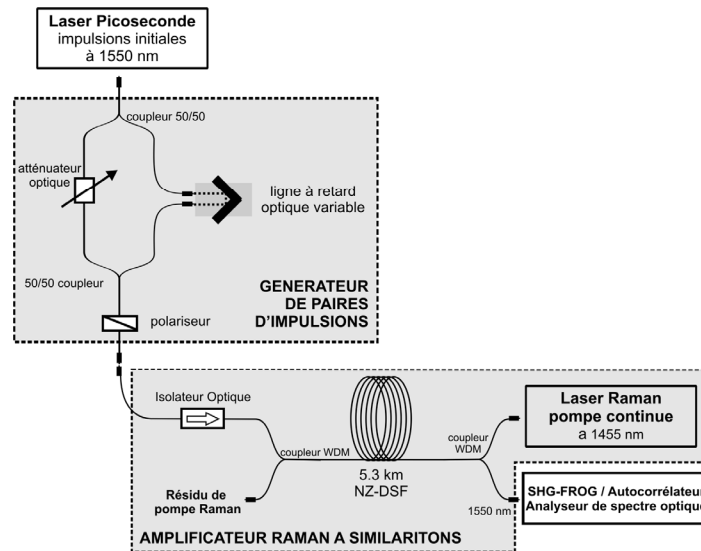 Laser Picoseconde
impulsions initiales
à 1550 nm
coupleur 50/50
atténuateur
optique
ligne à retard
optique variable
50/50 coupleur
GENERATEUR
DE PAIRES
D'IMPULSIONS
polariseur
Isolateur Optique
Laser Raman
pompe continue
a 1455 nm
coupleur WDM
coupleur
WDM
5.3 km
NZ-DSF
Résidu de
pompe Raman
1550 nm
SHG-FROG / Autocorrélateur
Analyseur de spectre optique
AMPLIFICATEUR RAMAN A SIMILARITONS